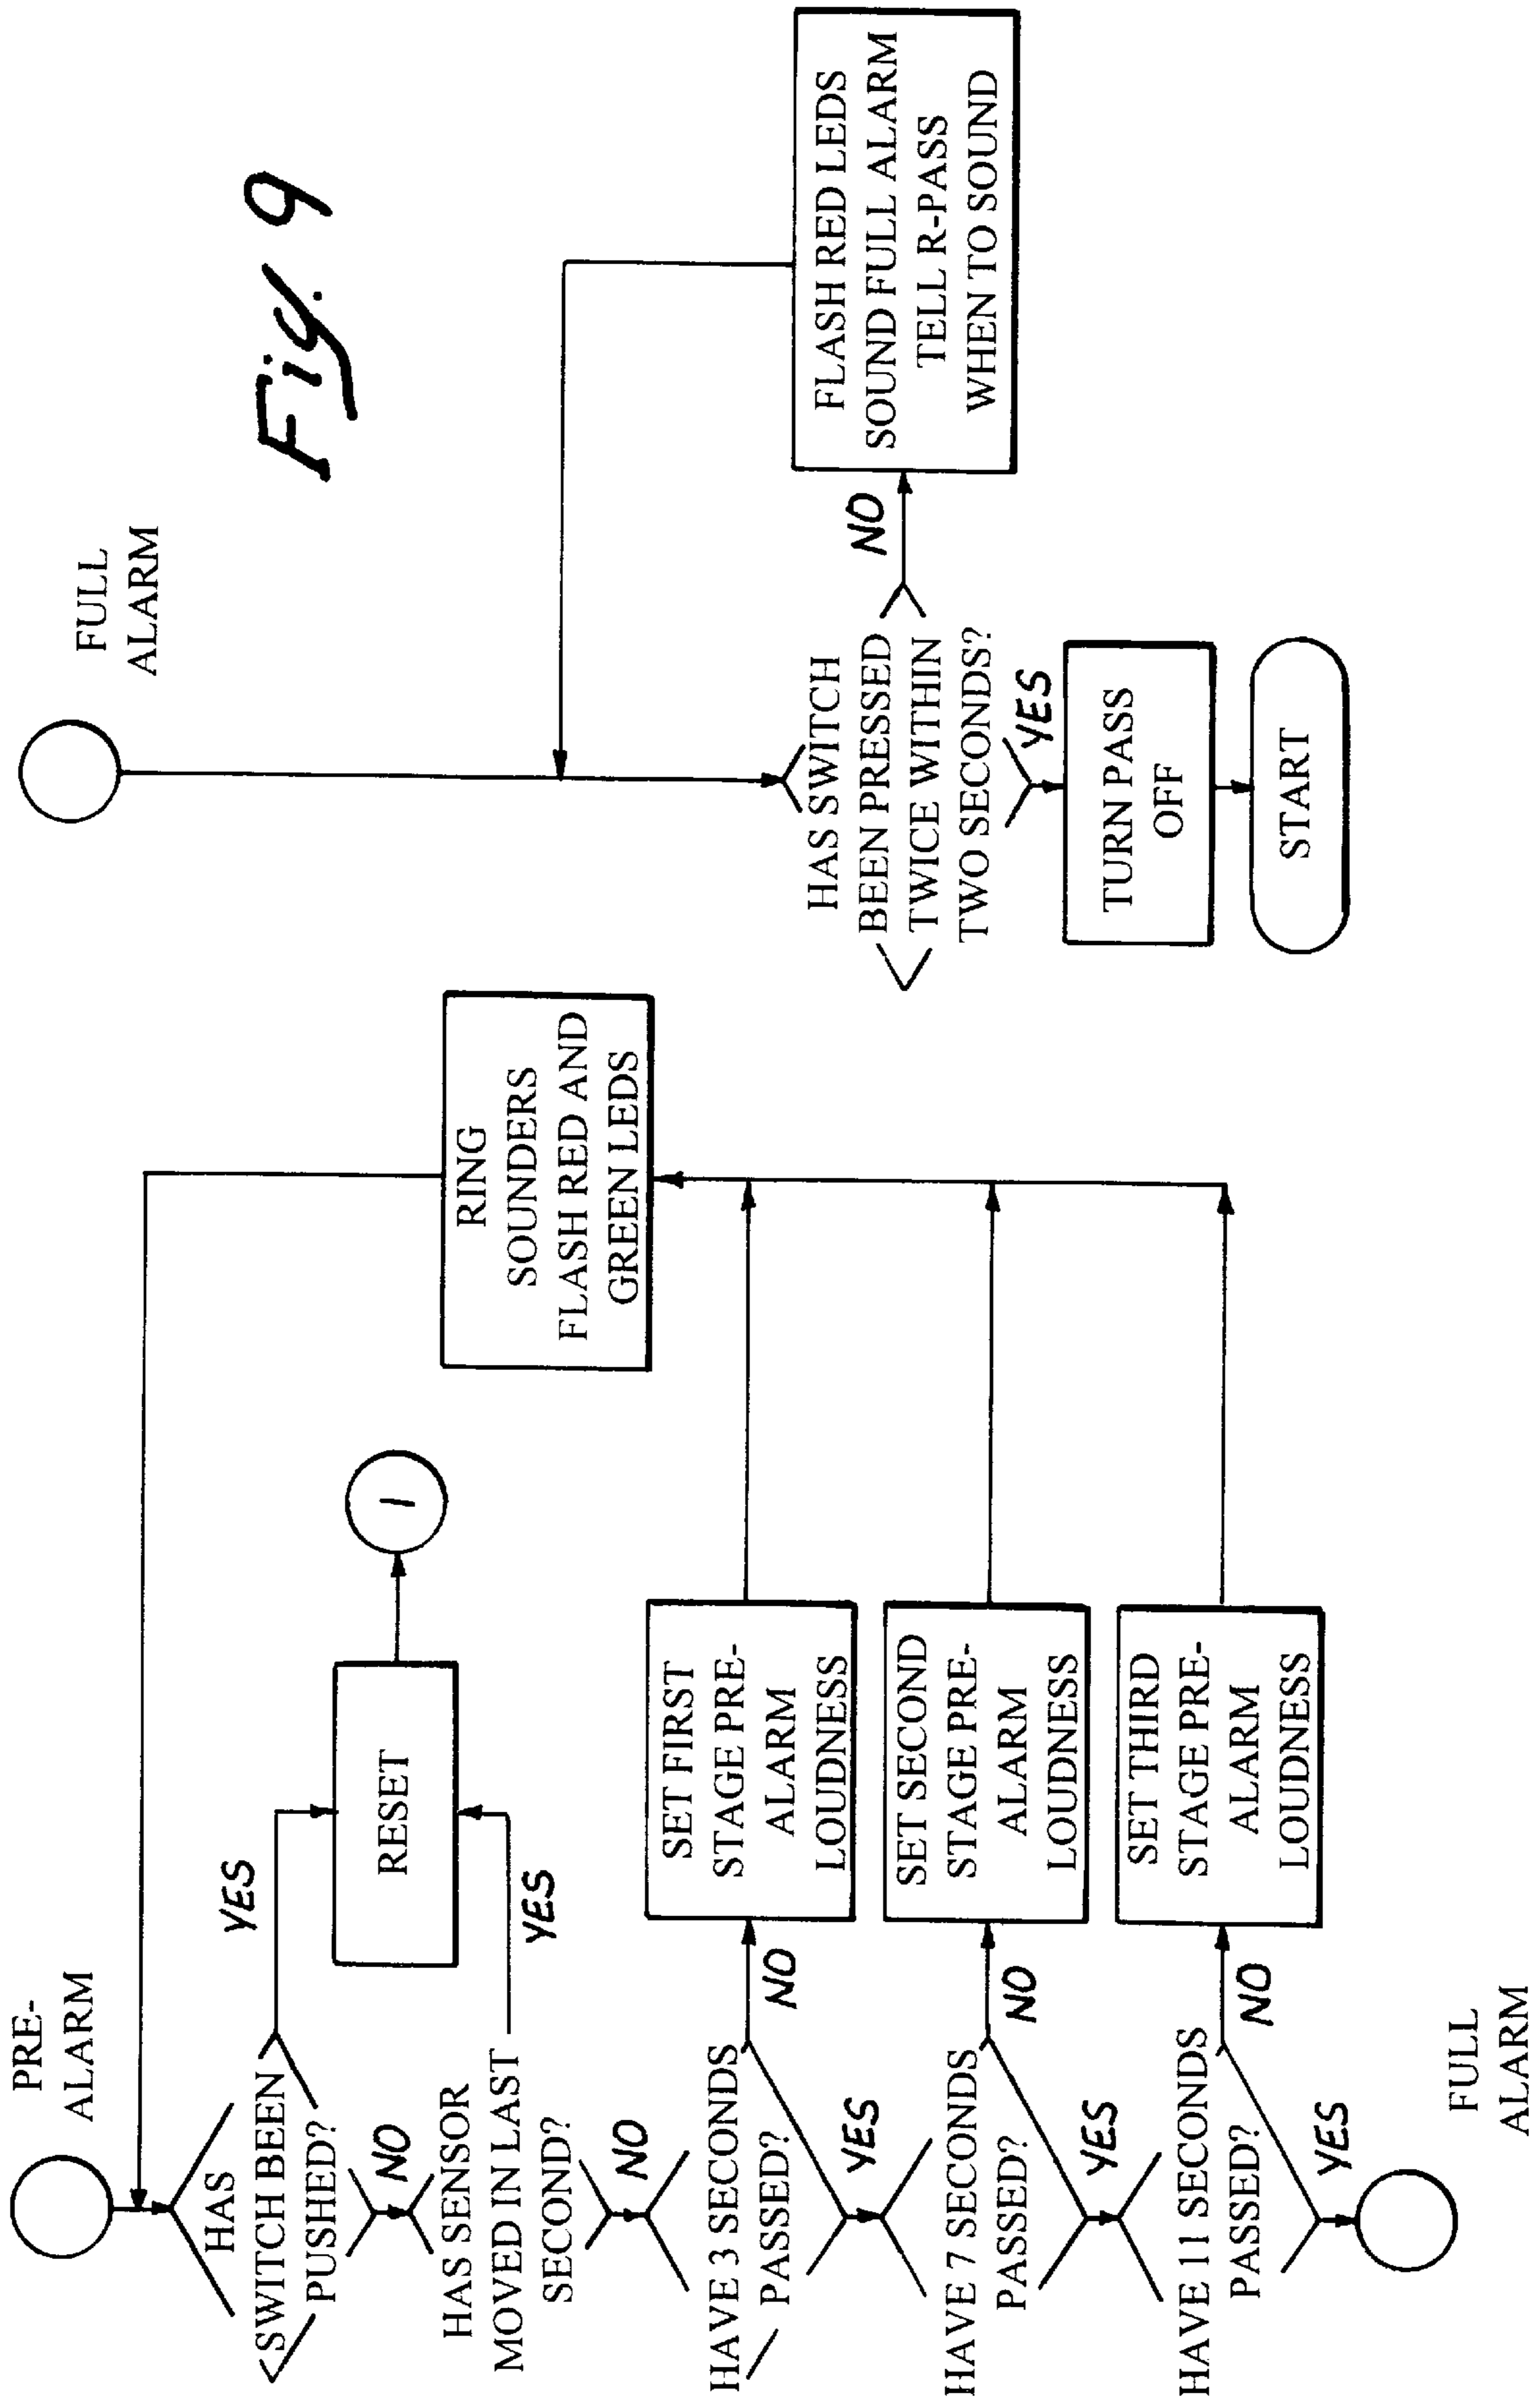 Fig. 9
PRE-
ALARM
HAS
SWITCH BEEN
PUSHED?
YES
NO
RESET
1
HAS SENSOR
MOVED IN LAST
SECOND?
YES
NO
HAVE 3 SECONDS
PASSED?
NO
YES
SET FIRST
STAGE PRE-
ALARM
LOUDNESS
HAVE 7 SECONDS
PASSED?
NO
YES
SET SECOND
STAGE PRE-
ALARM
LOUDNESS
HAVE 11 SECONDS
PASSED?
NO
YES
SET THIRD
STAGE PRE-
ALARM
LOUDNESS
FULL
ALARM
RING
SOUNDERS
FLASH RED AND
GREEN LEDS
FULL
ALARM
HAS SWITCH
BEEN PRESSED
TWICE WITHIN
TWO SECONDS?
NO
YES
FLASH RED LEDS
SOUND FULL ALARM
TELL R-PASS
WHEN TO SOUND
TURN PASS
OFF
START